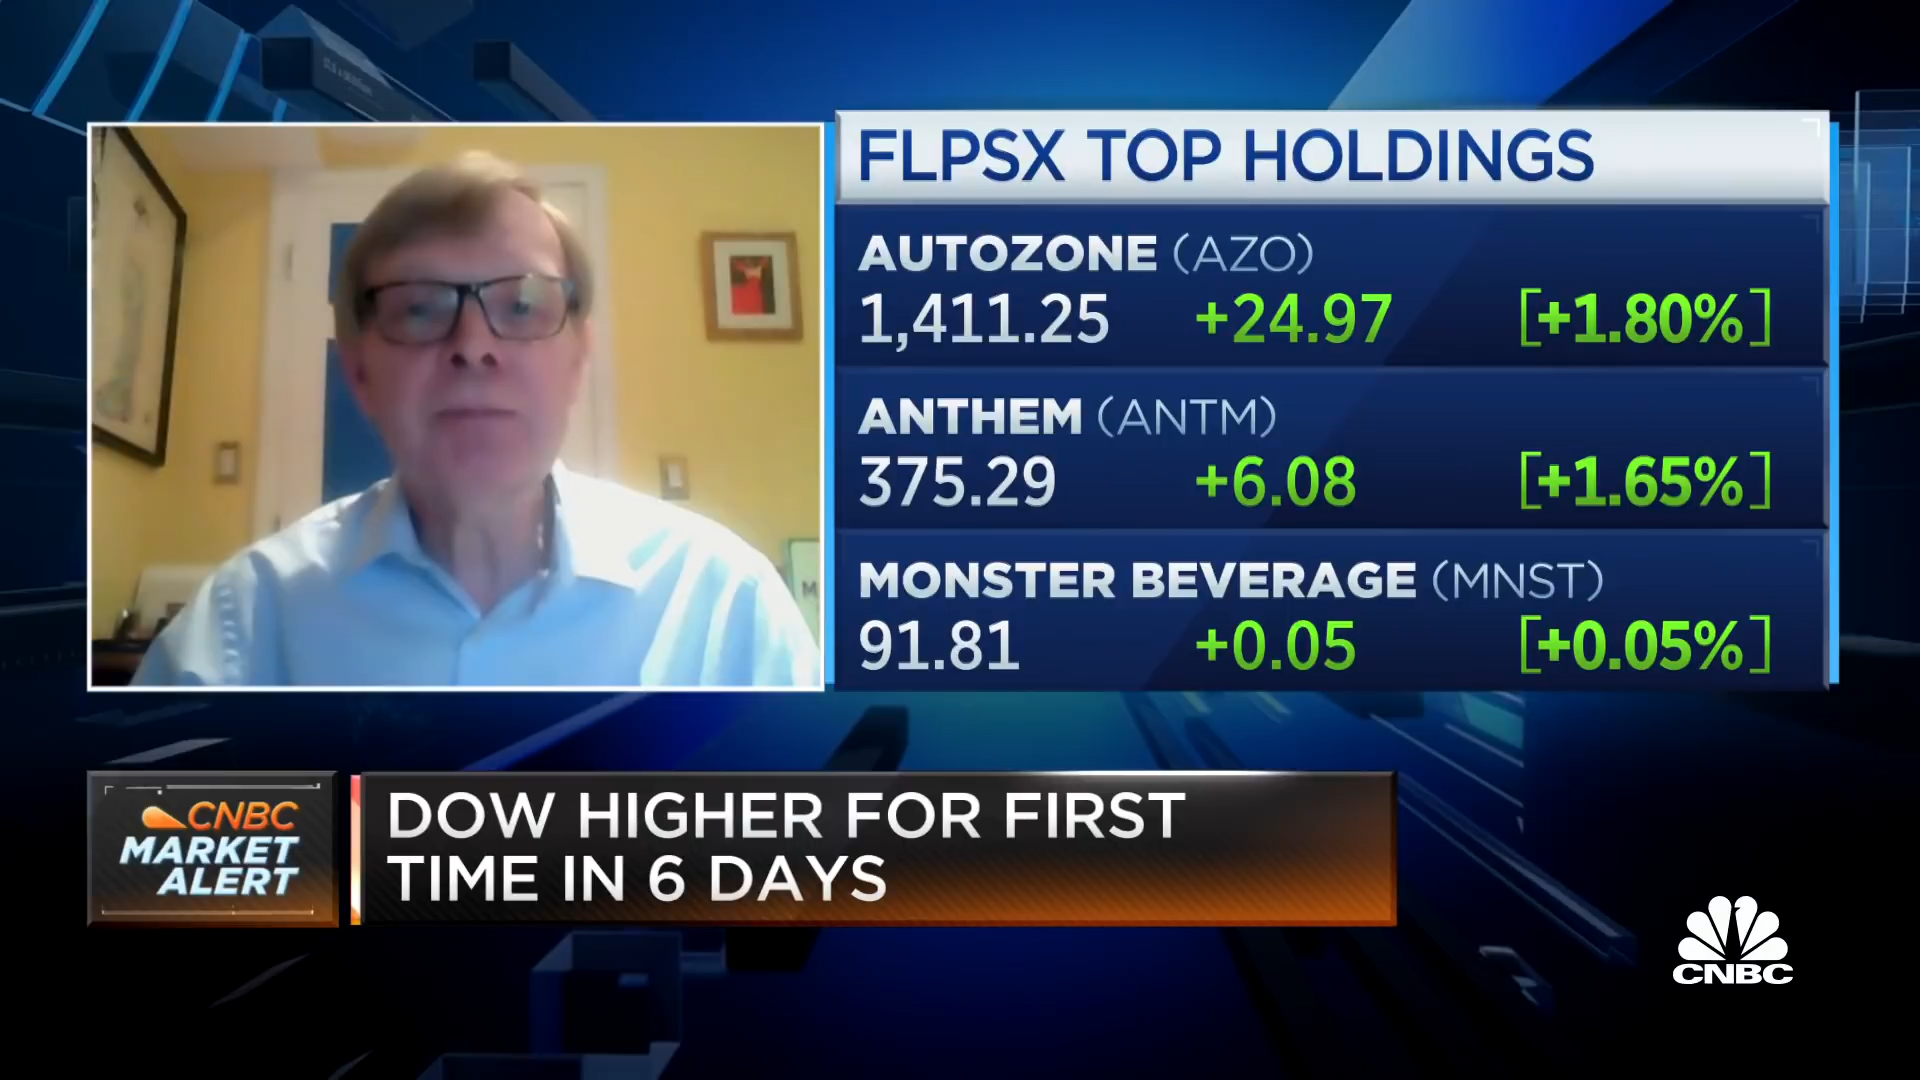 FLPSX TOP HOLDINGS
AUTOZONE (AZO)
1,411.25 +24.97 [+1.80%]
ANTHEM (ANTM)
375.29 +6.08 [+1.65%]
MONSTER BEVERAGE (MNST)
91.81 +0.05 [+0.05%]
CNBC
MARKET
ALERT
DOW HIGHER FOR FIRST
TIME IN 6 DAYS
CNBC